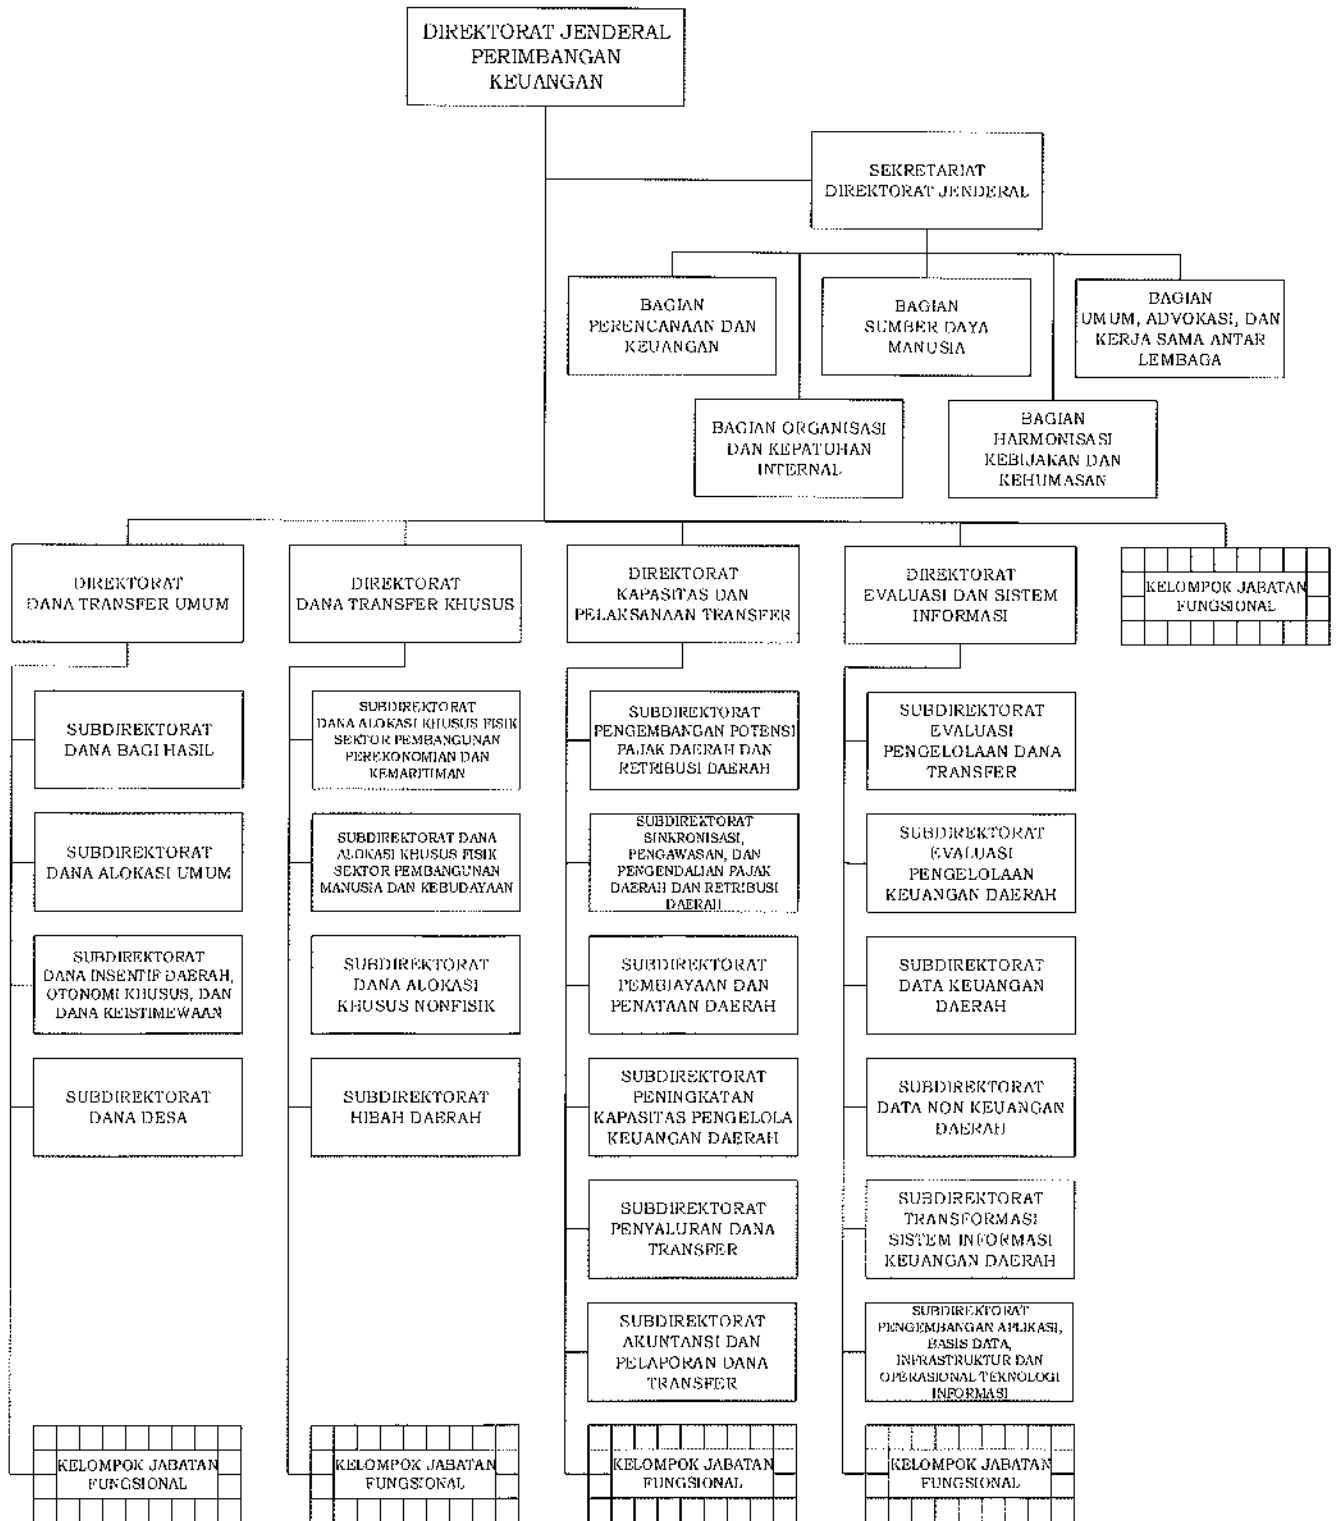 DIREKTORAT JENDERAL
PERIMBANGAN
KEUANGAN
SEKRETARIAT
DIREKTORAT JENDERAL
BAGIAN
PERENCANAAN DAN
KEUANGAN
BAGIAN
SUMBER DAYA
MANUSIA
BAGIAN
UMUM, ADVOKASI, DAN
KERJA SAMA ANTAR
LEMBAGA
BAGIAN ORGANISASI
DAN KEPATUHAN
INTERNAL
BAGIAN
HARMONISASI
KEBIJAKAN DAN
KEHUMASAN
DIREKTORAT
DANA TRANSFER UMUM
DIREKTORAT
DANA TRANSFER KHUSUS
DIREKTORAT
KAPASITAS DAN
PELAKSANAAN TRANSFER
DIREKTORAT
EVALUASI DAN SISTEM
INFORMASI
KELOMPOK JABATAN
FUNGSIONAL
SUBDIREKTORAT
DANA BAGI HASIL
SUBDIREKTORAT
DANA ALOKASI UMUM
SUBDIREKTORAT
DANA INSENTIF DAERAH,
OTONOMI KHUSUS, DAN
DANA KEISTIMEWAAN
SUBDIREKTORAT
DANA DESA
KELOMPOK JABATAN
FUNGSIONAL
SUBDIREKTORAT
DANA ALOKASI KHUSUS FISIK
SEKTOR PEMBANGUNAN
PEREKONOMIAN DAN
KEMARITIMAN
SUBDIREKTORAT DANA
ALOKASI KHUSUS FISIK
SEKTOR PEMBANGUNAN
MANUSIA DAN KEBUDAYAAN
SUBDIREKTORAT
DANA ALOKASI
KHUSUS NONFISIK
SUBDIREKTORAT
HIBAH DAERAH
KELOMPOK JABATAN
FUNGSIONAL
SUBDIREKTORAT
PENGEMBANGAN POTENSI
PAJAK DAERAH DAN
RETRIBUSI DAERAH
SUBDIREKTORAT
SINKRONISASI,
PENGAWASAN, DAN
PENGENDALIAN PAJAK
DAERAH DAN RETRIBUSI
DAERAH
SUBDIREKTORAT
PEMBIAYAAN DAN
PENATAAN DAERAH
SUBDIREKTORAT
PENINGKATAN
KAPASITAS PENGELOLA
KEUANGAN DAERAH
SUBDIREKTORAT
PENYALURAN DANA
TRANSFER
SUBDIREKTORAT
AKUNTANSI DAN
PELAPORAN DANA
TRANSFER
KELOMPOK JABATAN
FUNGSIONAL
SUBDIREKTORAT
EVALUASI
PENGELOLAAN DANA
TRANSFER
SUBDIREKTORAT
EVALUASI
PENGELOLAAN
KEUANGAN DAERAH
SUBDIREKTORAT
DATA KEUANGAN
DAERAH
SUBDIREKTORAT
DATA NON KEUANGAN
DAERAH
SUBDIREKTORAT
TRANSFORMASI
SISTEM INFORMASI
KEUANGAN DAERAH
SUBDIREKTORAT
PENGEMBANGAN APLIKASI,
BASIS DATA,
INFRASTRUKTUR DAN
OPERASIONAL TEKNOLOGI
INFORMASI
KELOMPOK JABATAN
FUNGSIONAL